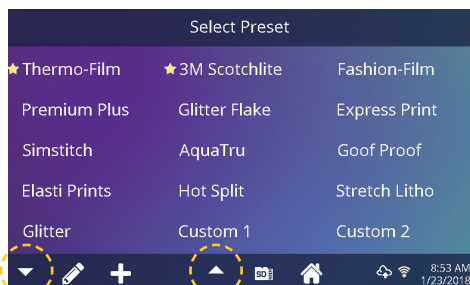 Select Preset
Thermo-Film 3M Scotchlite Fashion-Film
Premium Plus Glitter Flake Express Print
Simstitch AquaTru Goof Proof
Elasti Prints Hot Split Stretch Litho
Glitter Custom 1 Custom 2
SD 8:53 AM
1/23/2018